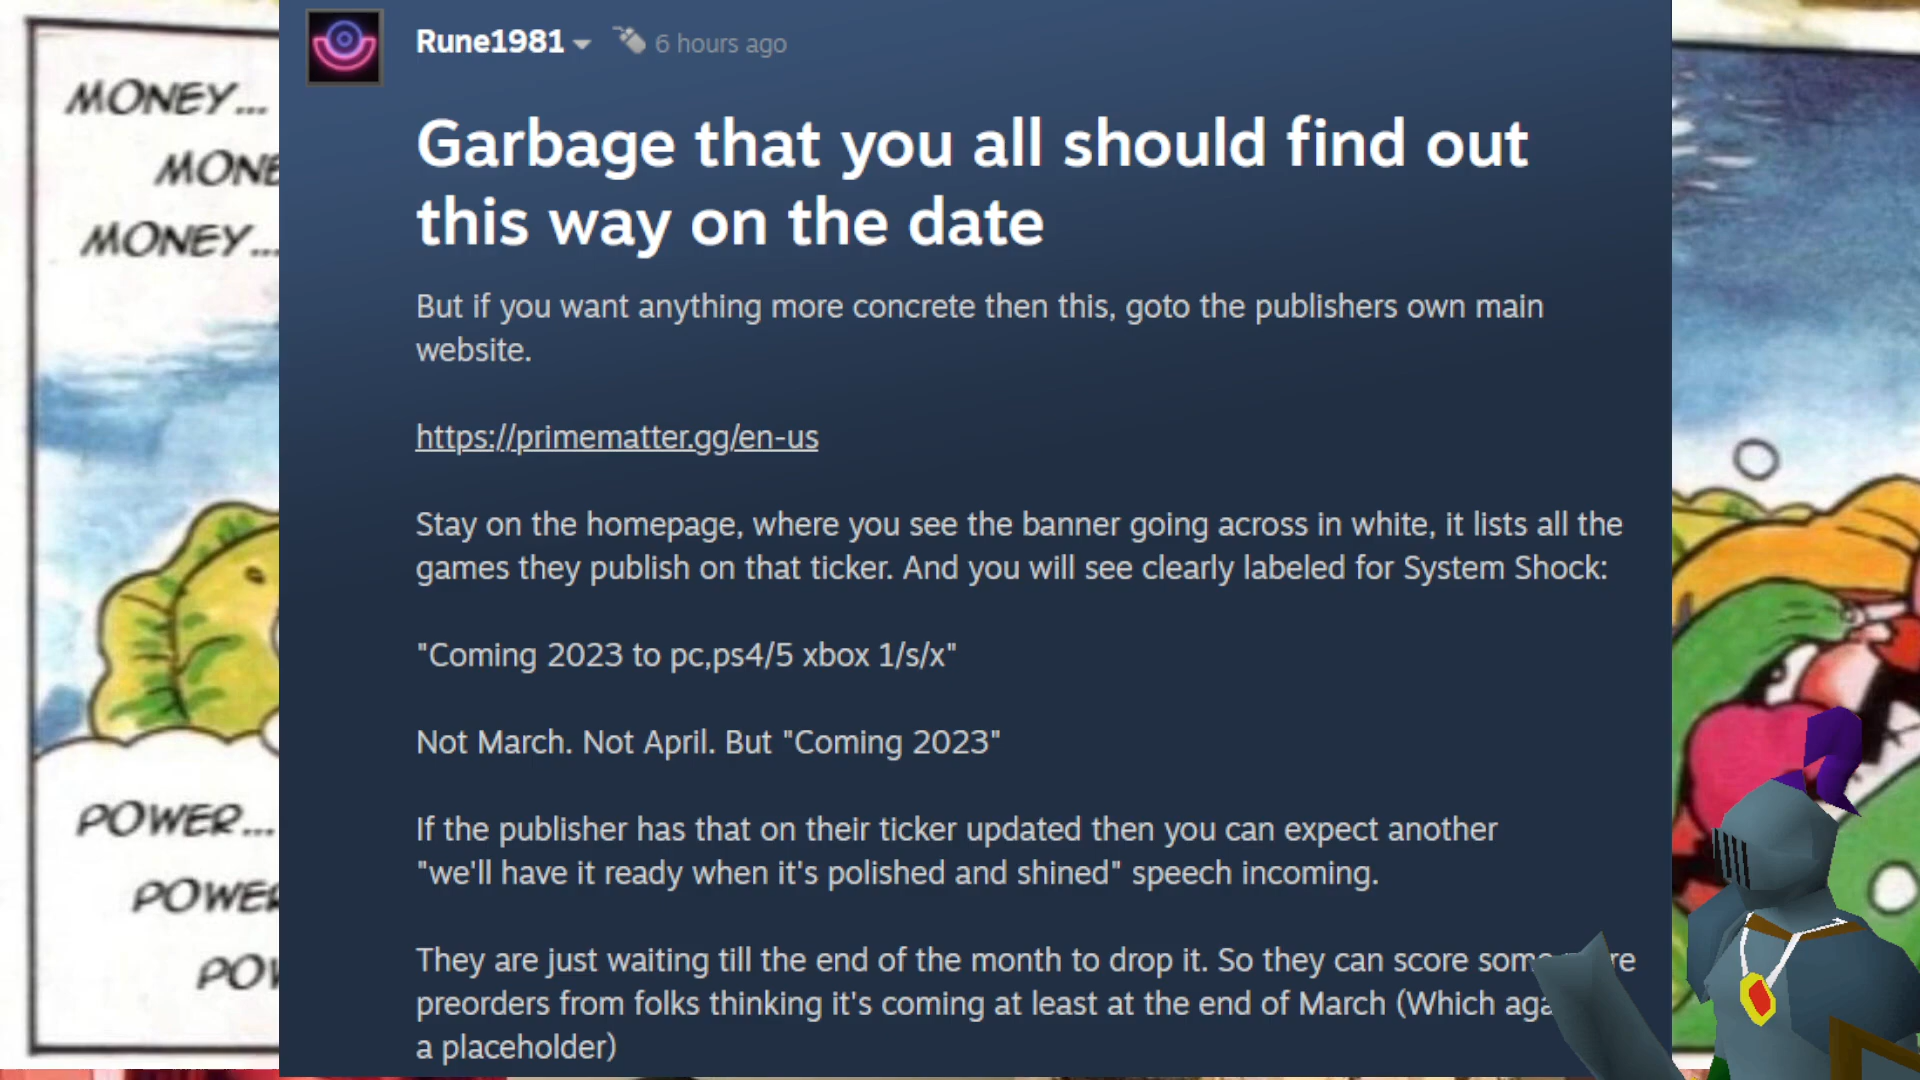 MONEY...
MONE
MONEY...
POWER...
POWER
POW
Rune1981
6 hours ago
Garbage that you all should find out
this way on the date
But if you want anything more concrete then this, goto the publishers own main
website.
https://primematter.gg/en-us
Stay on the homepage, where you see the banner going across in white, it lists all the
games they publish on that ticker. And you will see clearly labeled for System Shock:
"Coming 2023 to pc,ps4/5 xbox 1/s/x"
Not March. Not April. But "Coming 2023"
If the publisher has that on their ticker updated then you can expect another
"we'll have it ready when it's polished and shined" speech incoming.
They are just waiting till the end of the month to drop it. So they can score some re
preorders from folks thinking it's coming at least at the end of March (Which aga
a placeholder)